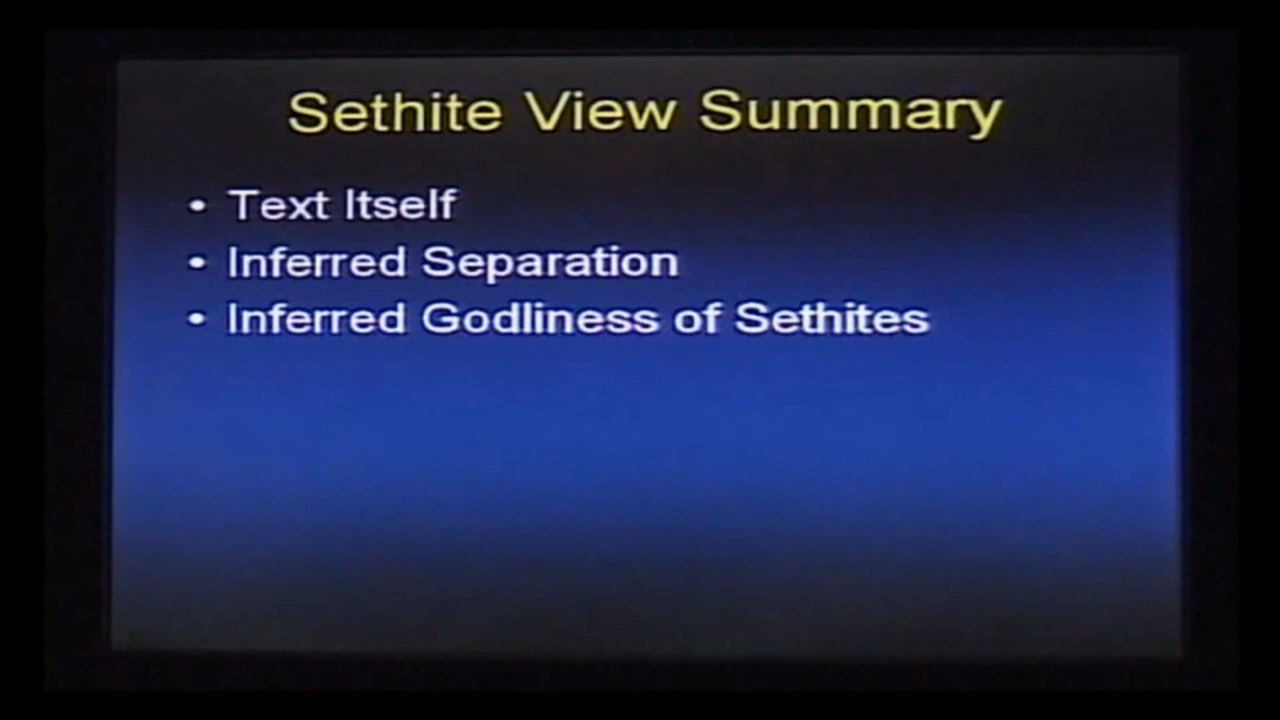 Sethite View Summary
• Text Itself
• Inferred Separation
• Inferred Godliness of Sethites